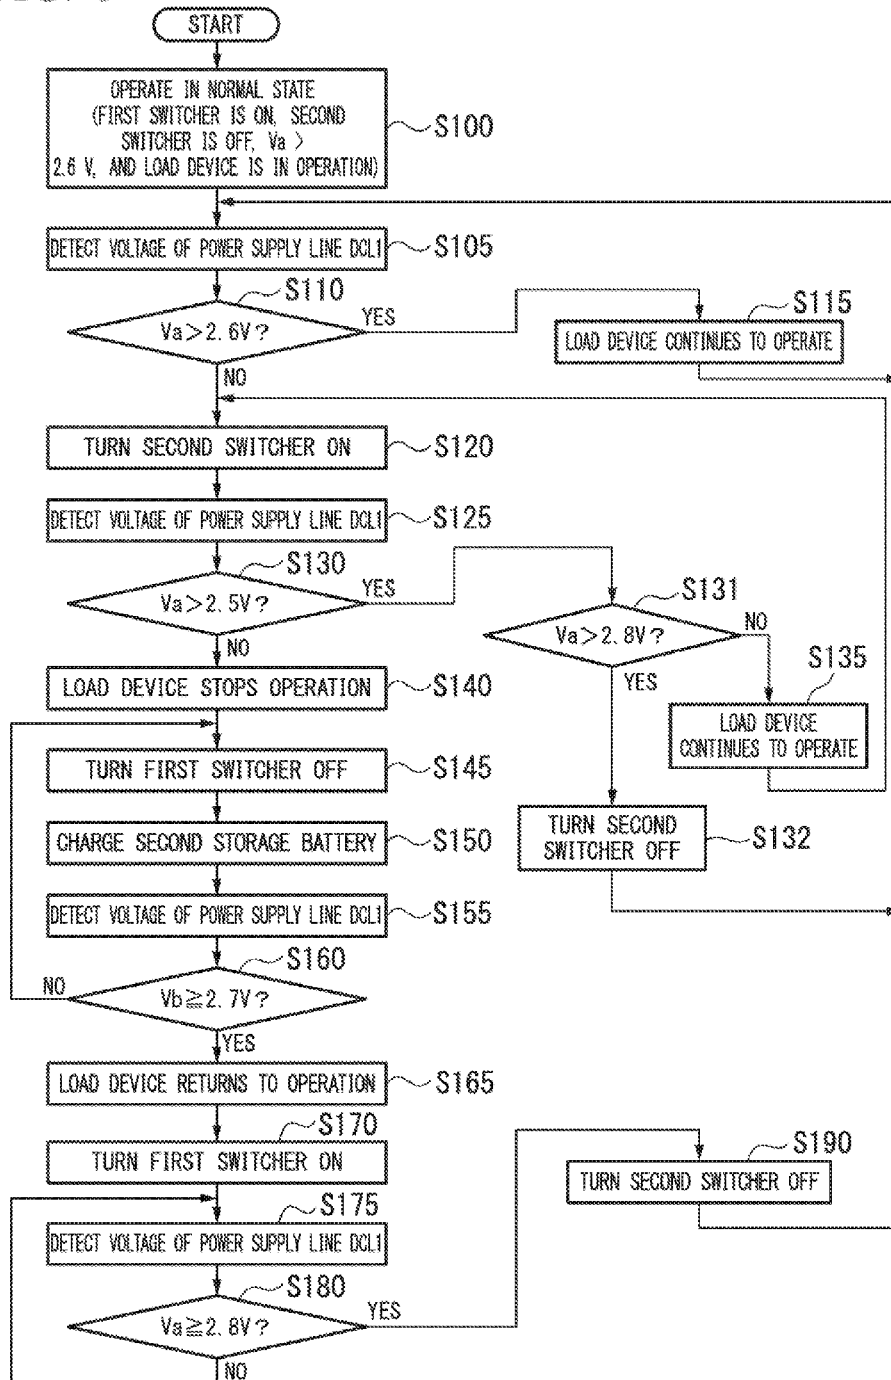 START
OPERATE IN NORMAL STATE
(FIRST SWITCHER IS ON, SECOND
SWITCHER IS OFF, Va >
2.6 V, AND LOAD DEVICE IS IN OPERATION)
S100
DETECT VOLTAGE OF POWER SUPPLY LINE DCL1
S105
S110
Va>2.6V?
YES
NO
S115
LOAD DEVICE CONTINUES TO OPERATE
TURN SECOND SWITCHER ON
S120
DETECT VOLTAGE OF POWER SUPPLY LINE DCL1
S125
S130
Va>2.5V?
YES
NO
S131
Va>2.8V?
NO
YES
S135
LOAD DEVICE
CONTINUES TO OPERATE
LOAD DEVICE STOPS OPERATION
S140
TURN FIRST SWITCHER OFF
S145
TURN SECOND
SWITCHER OFF
S132
CHARGE SECOND STORAGE BATTERY
S150
DETECT VOLTAGE OF POWER SUPPLY LINE DCL1
S155
S160
Vb≧2.7V?
NO
YES
LOAD DEVICE RETURNS TO OPERATION
S165
S170
TURN FIRST SWITCHER ON
S190
TURN SECOND SWITCHER OFF
S175
DETECT VOLTAGE OF POWER SUPPLY LINE DCL1
S180
Va≧2.8V?
YES
NO